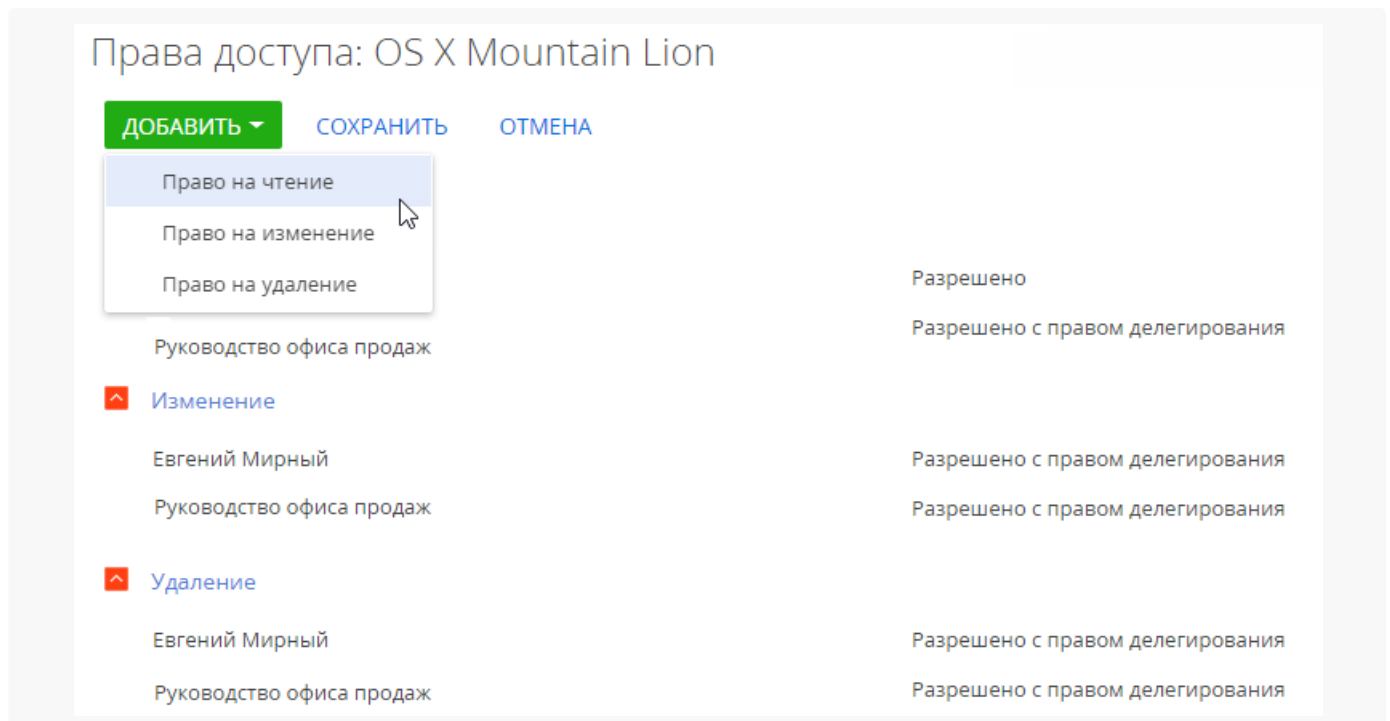 Права доступа: OS X Mountain Lion
ДОБАВИТЬ СОХРАНИТЬ ОТМЕНА
Право на чтение
Право на изменение
Право на удаление
Разрешено
Руководство офиса продаж Разрешено с правом делегирования
Изменение
Евгений Мирный Разрешено с правом делегирования
Руководство офиса продаж Разрешено с правом делегирования
Удаление
Евгений Мирный Разрешено с правом делегирования
Руководство офиса продаж Разрешено с правом делегирования